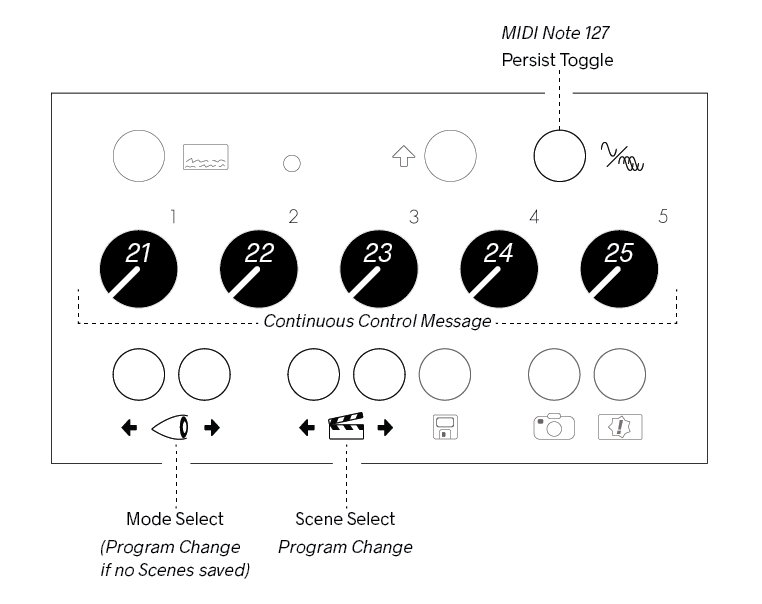 MIDI Note 127
Persist Toggle
1 2 3 4 5
21 22 23 24 25
Continuous Control Message
!
Mode Select
(Program Change
if no Scenes saved)
Scene Select
Program Change